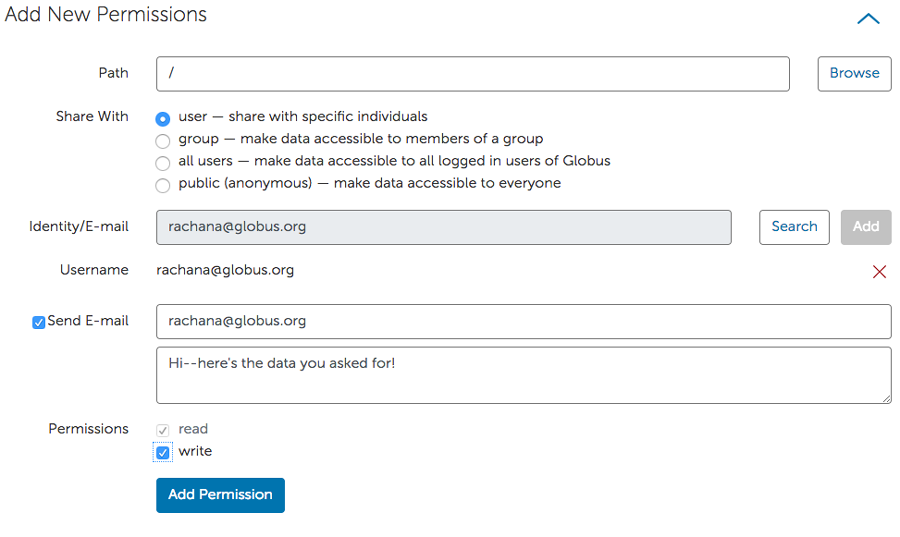 Add New Permissions
Path / Browse
Share With user — share with specific individuals
group — make data accessible to members of a group
all users — make data accessible to all logged in users of Globus
public (anonymous) — make data accessible to everyone
Identity/E-mail rachana@globus.org Search Add
Username rachana@globus.org
Send E-mail rachana@globus.org
Hi--here's the data you asked for!
Permissions read
write
Add Permission